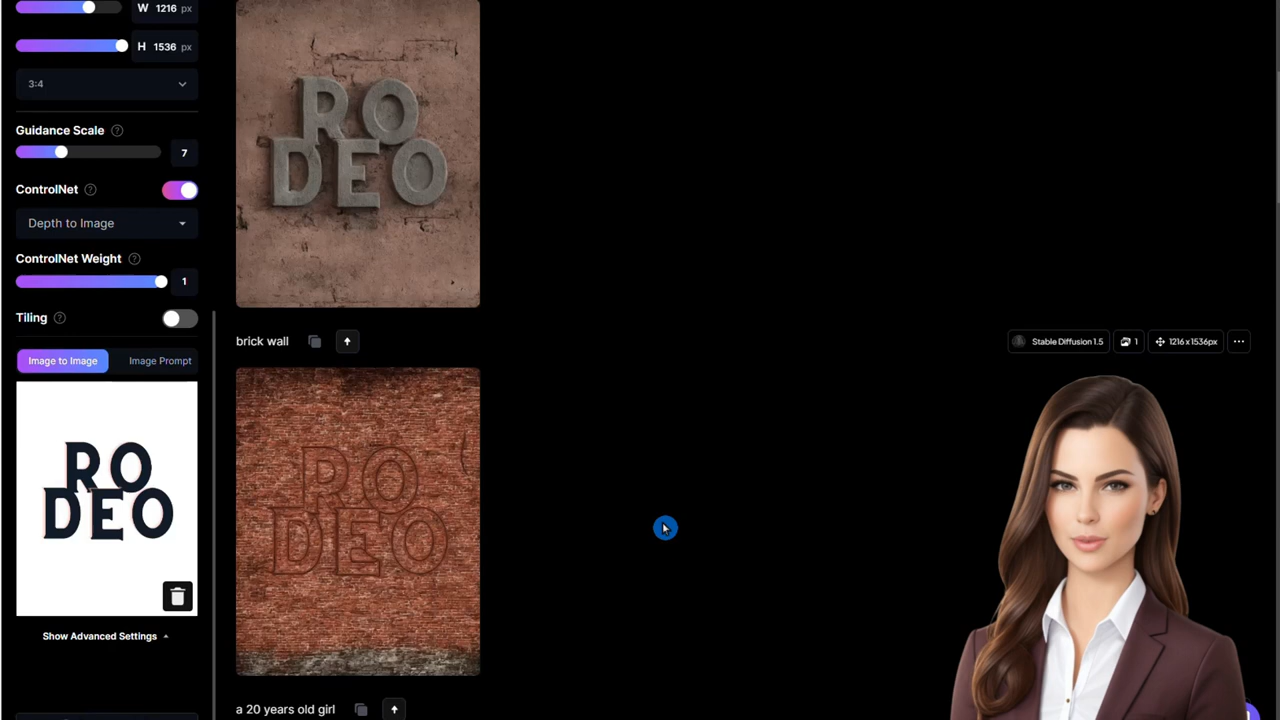 W 1216 px
H 1536 px
3:4
Guidance Scale ?
7
ControlNet ?
Depth to Image
ControlNet Weight ?
1
Tiling ?
Image to Image Image Prompt
RO
DEO
Show Advanced Settings
RO
DEO
brick wall
Stable Diffusion 1.5 1 1216x1536px ...
RO
DEO
a 20 years old girl